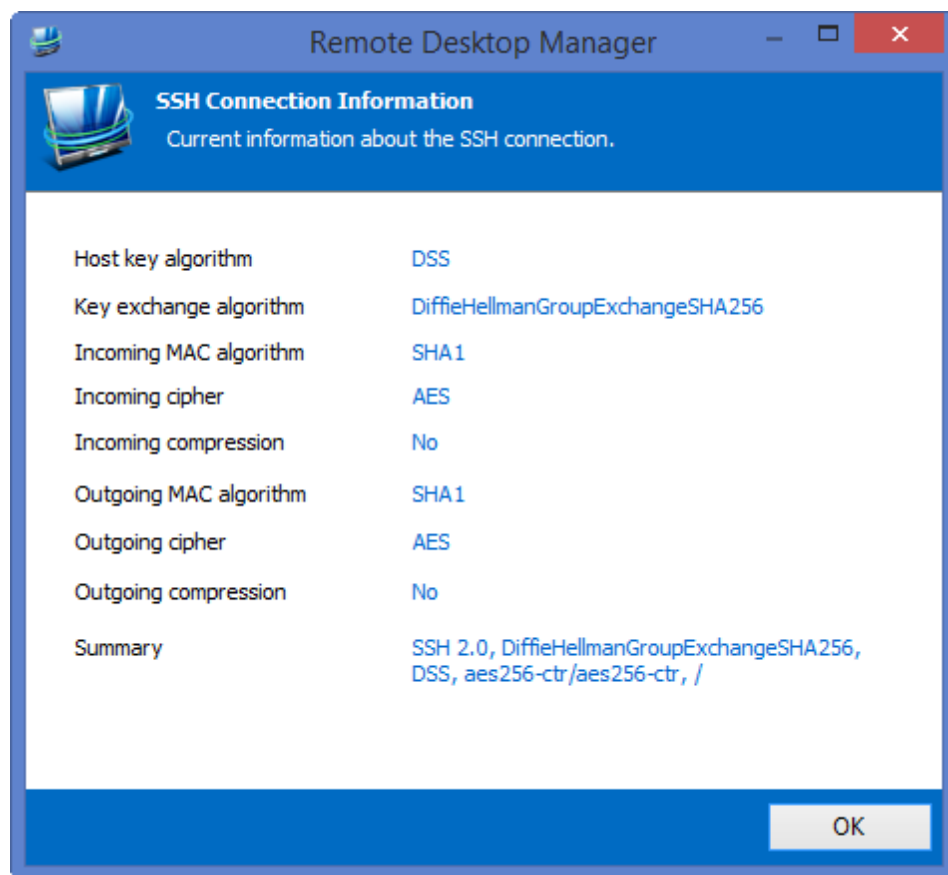 Remote Desktop Manager
SSH Connection Information
Current information about the SSH connection.
Host key algorithm DSS
Key exchange algorithm DiffieHellmanGroupExchangeSHA256
Incoming MAC algorithm SHA1
Incoming cipher AES
Incoming compression No
Outgoing MAC algorithm SHA1
Outgoing cipher AES
Outgoing compression No
Summary SSH 2.0, DiffieHellmanGroupExchangeSHA256,
DSS, aes256-ctr/aes256-ctr, /
OK